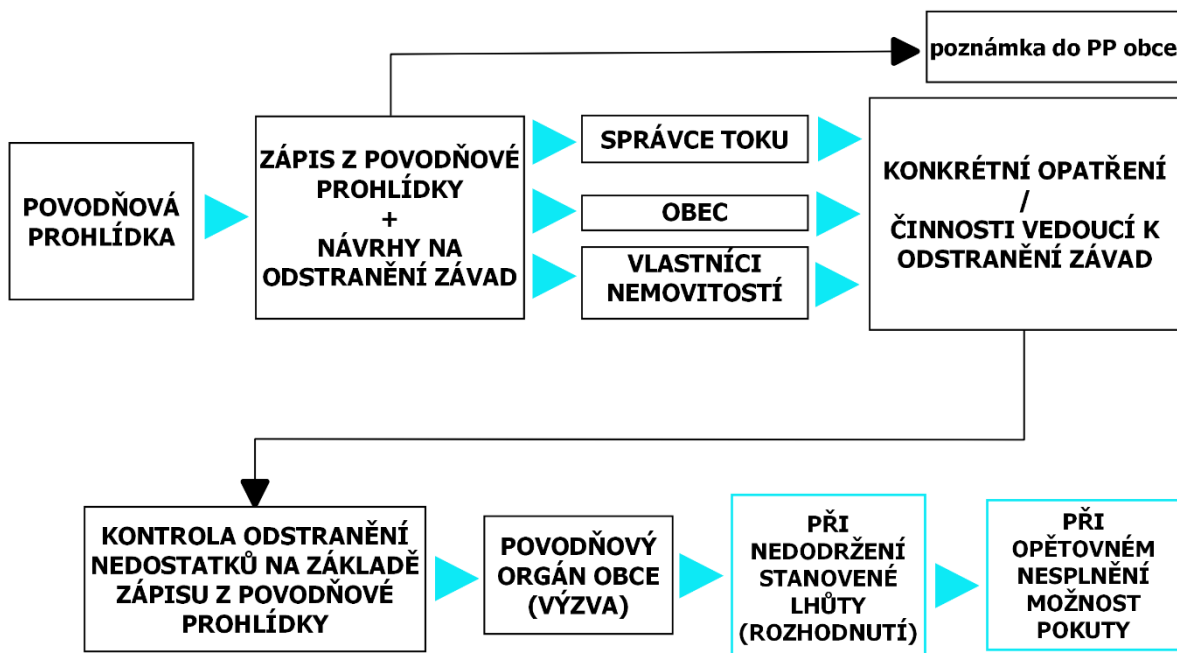 poznámka do PP obce
POVODŇOVÁ
PROHLÍDKA
ZÁPIS Z POVODŇOVÉ
PROHLÍDKY
+
NÁVRHY NA
ODSTRANĚNÍ ZÁVAD
SPRÁVCE TOKU
OBEC
VLASTNÍCI
NEMOVITOSTÍ
KONKRÉTNÍ OPATŘENÍ
/
ČINNOSTI VEDOUCÍ K
ODSTRANĚNÍ ZÁVAD
KONTROLA ODSTRANĚNÍ
NEDOSTATKŮ NA ZÁKLADĚ
ZÁPISU Z POVODŇOVÉ
PROHLÍDKY
POVODŇOVÝ
ORGÁN OBCE
(VÝZVA)
PŘI
NEDODRŽENÍ
STANOVENÉ
LHŮTY
(ROZHODNUTÍ)
PŘI
OPĚTOVNÉM
NESPLNĚNÍ
MOŽNOST
POKUTY